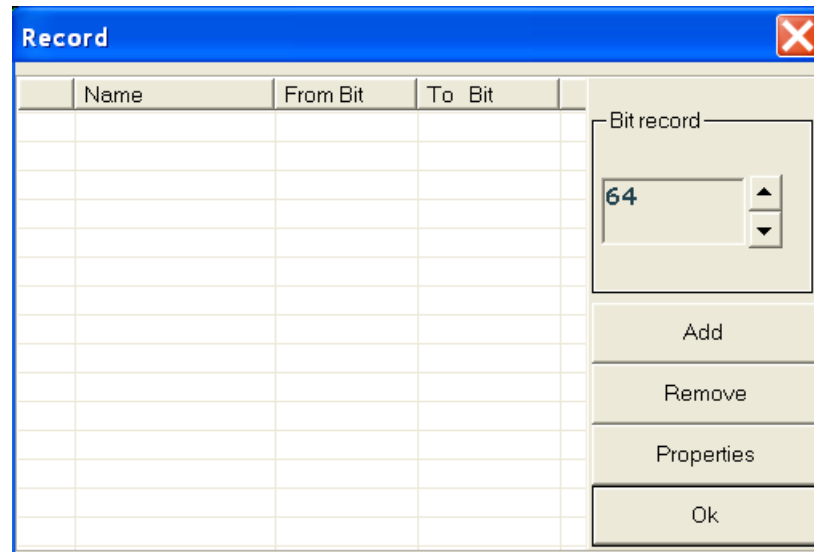 Record
Name From Bit To Bit
Bit record
64
Add
Remove
Properties
Ok